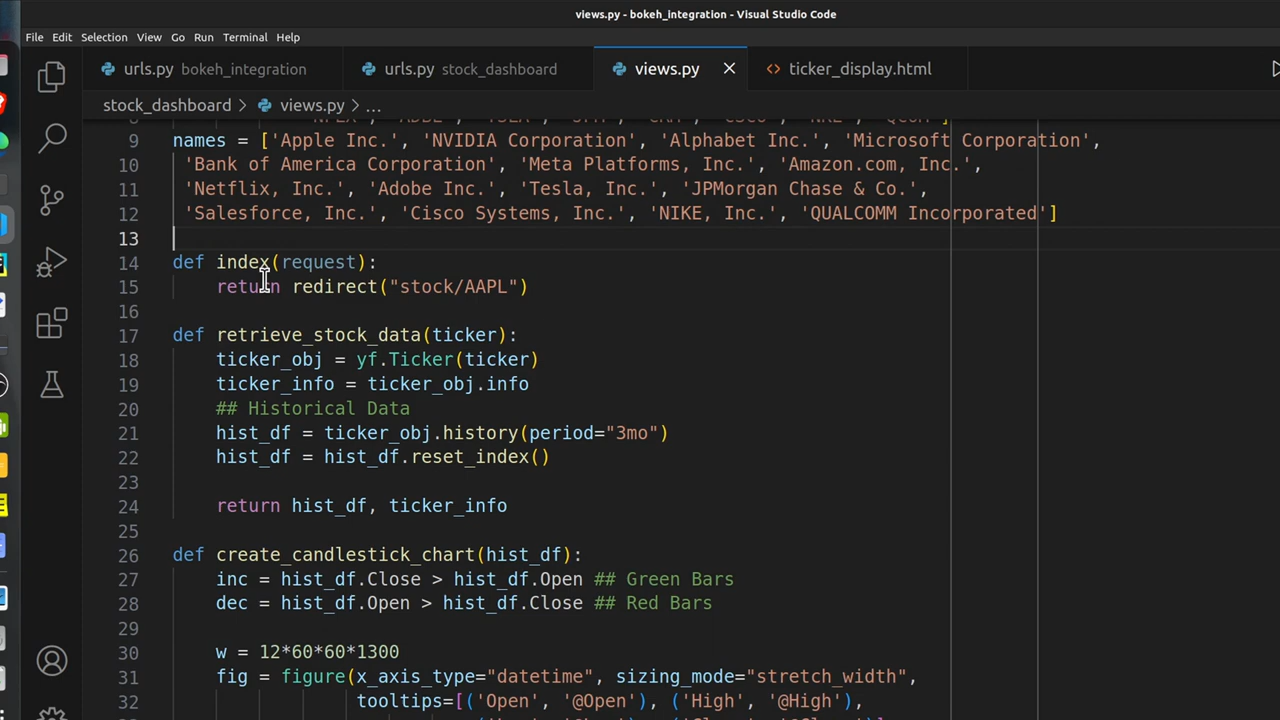 views.py - bokeh_integration - Visual Studio Code
File Edit Selection View Go Run Terminal Help
urls.py bokeh_integration urls.py stock_dashboard views.py ticker_display.html
stock_dashboard > views.py > ...
9 names = ['Apple Inc.', 'NVIDIA Corporation', 'Alphabet Inc.', 'Microsoft Corporation',
10 'Bank of America Corporation', 'Meta Platforms, Inc.', 'Amazon.com, Inc.',
11 'Netflix, Inc.', 'Adobe Inc.', 'Tesla, Inc.', 'JPMorgan Chase & Co.',
12 'Salesforce, Inc.', 'Cisco Systems, Inc.', 'NIKE, Inc.', 'QUALCOMM Incorporated']
13
14 def index(request):
15 return redirect("stock/AAPL")
16
17 def retrieve_stock_data(ticker):
18 ticker_obj = yf.Ticker(ticker)
19 ticker_info = ticker_obj.info
20 ## Historical Data
21 hist_df = ticker_obj.history(period="3mo")
22 hist_df = hist_df.reset_index()
23
24 return hist_df, ticker_info
25
26 def create_candlestick_chart(hist_df):
27 inc = hist_df.Close > hist_df.Open ## Green Bars
28 dec = hist_df.Open > hist_df.Close ## Red Bars
29
30 w = 12*60*60*1300
31 fig = figure(x_axis_type="datetime", sizing_mode="stretch_width",
32 tooltips=[('Open', '@Open'), ('High', '@High'),